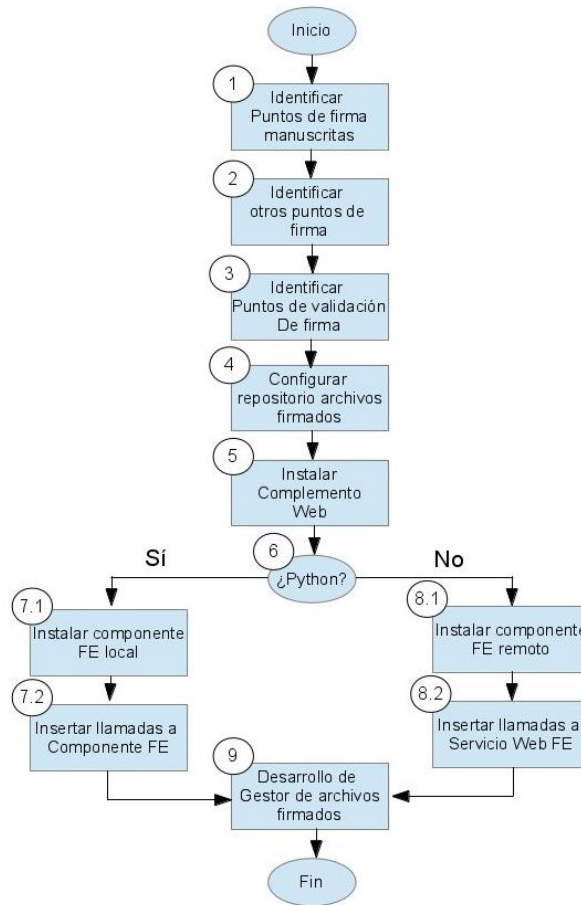 Inicio
1
Identificar
Puntos de firma
manuscritas
2
Identificar
otros puntos de
firma
3
Identificar
Puntos de validación
De firma
4
Configurar
repositorio archivos
firmados
5
Instalar
Complemento
Web
6
¿Python?
Sí
No
7.1
Instalar componente
FE local
8.1
Instalar componente
FE remoto
7.2
Insertar llamadas a
Componente FE
8.2
Insertar llamadas a
Servicio Web FE
9
Desarrollo de
Gestor de archivos
firmados
Fin